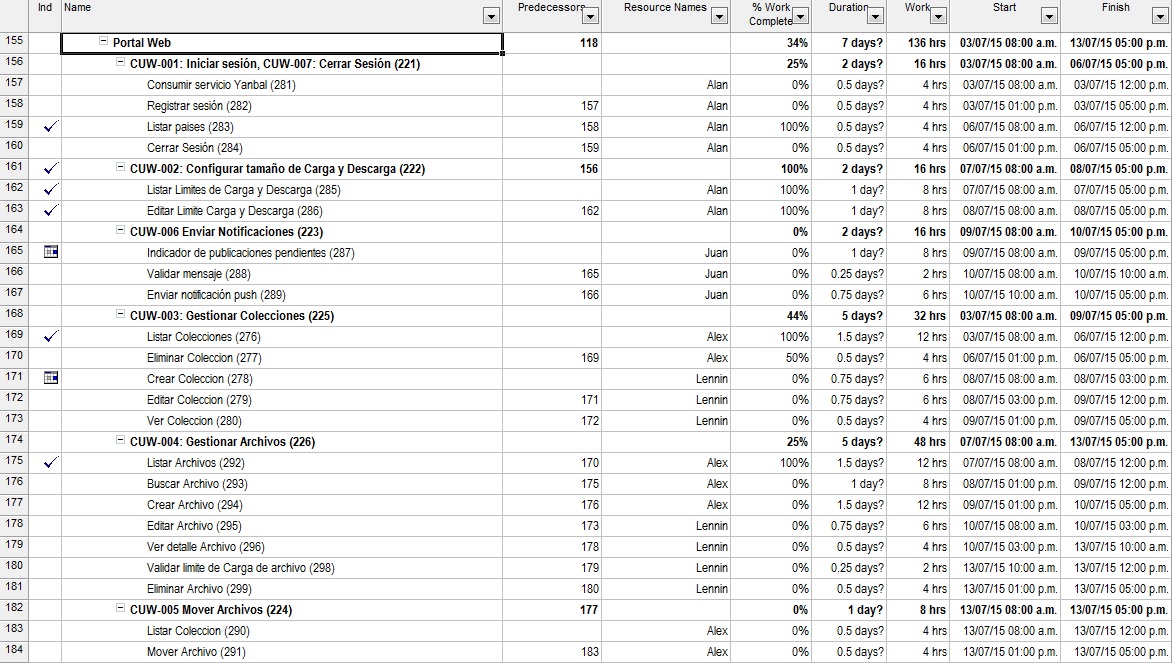 Ind Name Predecessors Resource Names % Work Complete Duration Work Start Finish
155 Portal Web 118 34% 7 days? 136 hrs 03/07/15 08:00 a.m. 13/07/15 05:00 p.m.
156 CUW-001: Iniciar sesión, CUW-007: Cerrar Sesión (221) 25% 2 days? 16 hrs 03/07/15 08:00 a.m. 06/07/15 05:00 p.m.
157 Consumir servicio Yanbal (281) Alan 0% 0.5 days? 4 hrs 03/07/15 08:00 a.m. 03/07/15 12:00 p.m.
158 Registrar sesión (282) 157 Alan 0% 0.5 days? 4 hrs 03/07/15 01:00 p.m. 03/07/15 05:00 p.m.
159 Listar paises (283) 158 Alan 100% 0.5 days? 4 hrs 06/07/15 08:00 a.m. 06/07/15 12:00 p.m.
160 Cerrar Sesión (284) 159 Alan 0% 0.5 days? 4 hrs 06/07/15 01:00 p.m. 06/07/15 05:00 p.m.
161 CUW-002: Configurar tamaño de Carga y Descarga (222) 156 100% 2 days? 16 hrs 07/07/15 08:00 a.m. 08/07/15 05:00 p.m.
162 Listar Limites de Carga y Descarga (285) Alan 100% 1 day? 8 hrs 07/07/15 08:00 a.m. 07/07/15 05:00 p.m.
163 Editar Limite Carga y Descarga (286) 162 Alan 100% 1 day? 8 hrs 08/07/15 08:00 a.m. 08/07/15 05:00 p.m.
164 CUW-006 Enviar Notificaciones (223) 0% 2 days? 16 hrs 09/07/15 08:00 a.m. 10/07/15 05:00 p.m.
165 Indicador de publicaciones pendientes (287) Juan 0% 1 day? 8 hrs 09/07/15 08:00 a.m. 09/07/15 05:00 p.m.
166 Validar mensaje (288) 165 Juan 0% 0.25 days? 2 hrs 10/07/15 08:00 a.m. 10/07/15 10:00 a.m.
167 Enviar notificación push (289) 166 Juan 0% 0.75 days? 6 hrs 10/07/15 10:00 a.m. 10/07/15 05:00 p.m.
168 CUW-003: Gestionar Colecciones (225) 44% 5 days? 32 hrs 03/07/15 08:00 a.m. 09/07/15 05:00 p.m.
169 Listar Colecciones (276) Alex 100% 1.5 days? 12 hrs 03/07/15 08:00 a.m. 06/07/15 12:00 p.m.
170 Eliminar Coleccion (277) 169 Alex 50% 0.5 days? 4 hrs 06/07/15 01:00 p.m. 06/07/15 05:00 p.m.
171 Crear Coleccion (278) Lennin 0% 0.75 days? 6 hrs 08/07/15 08:00 a.m. 08/07/15 03:00 p.m.
172 Editar Coleccion (279) 171 Lennin 0% 0.75 days? 6 hrs 08/07/15 03:00 p.m. 09/07/15 12:00 p.m.
173 Ver Coleccion (280) 172 Lennin 0% 0.5 days? 4 hrs 09/07/15 01:00 p.m. 09/07/15 05:00 p.m.
174 CUW-004: Gestionar Archivos (226) 25% 5 days? 48 hrs 07/07/15 08:00 a.m. 13/07/15 05:00 p.m.
175 Listar Archivos (292) 170 Alex 100% 1.5 days? 12 hrs 07/07/15 08:00 a.m. 08/07/15 12:00 p.m.
176 Buscar Archivo (293) 175 Alex 0% 1 day? 8 hrs 08/07/15 01:00 p.m. 09/07/15 12:00 p.m.
177 Crear Archivo (294) 176 Alex 0% 1.5 days? 12 hrs 09/07/15 01:00 p.m. 10/07/15 05:00 p.m.
178 Editar Archivo (295) 173 Lennin 0% 0.75 days? 6 hrs 10/07/15 08:00 a.m. 10/07/15 03:00 p.m.
179 Ver detalle Archivo (296) 178 Lennin 0% 0.5 days? 4 hrs 10/07/15 03:00 p.m. 13/07/15 10:00 a.m.
180 Validar limite de Carga de archivo (298) 179 Lennin 0% 0.25 days? 2 hrs 13/07/15 10:00 a.m. 13/07/15 12:00 p.m.
181 Eliminar Archivo (299) 180 Lennin 0% 0.5 days? 4 hrs 13/07/15 01:00 p.m. 13/07/15 05:00 p.m.
182 CUW-005 Mover Archivos (224) 177 0% 1 day? 8 hrs 13/07/15 08:00 a.m. 13/07/15 05:00 p.m.
183 Listar Coleccion (290) Alex 0% 0.5 days? 4 hrs 13/07/15 08:00 a.m. 13/07/15 12:00 p.m.
184 Mover Archivo (291) 183 Alex 0% 0.5 days? 4 hrs 13/07/15 01:00 p.m. 13/07/15 05:00 p.m.